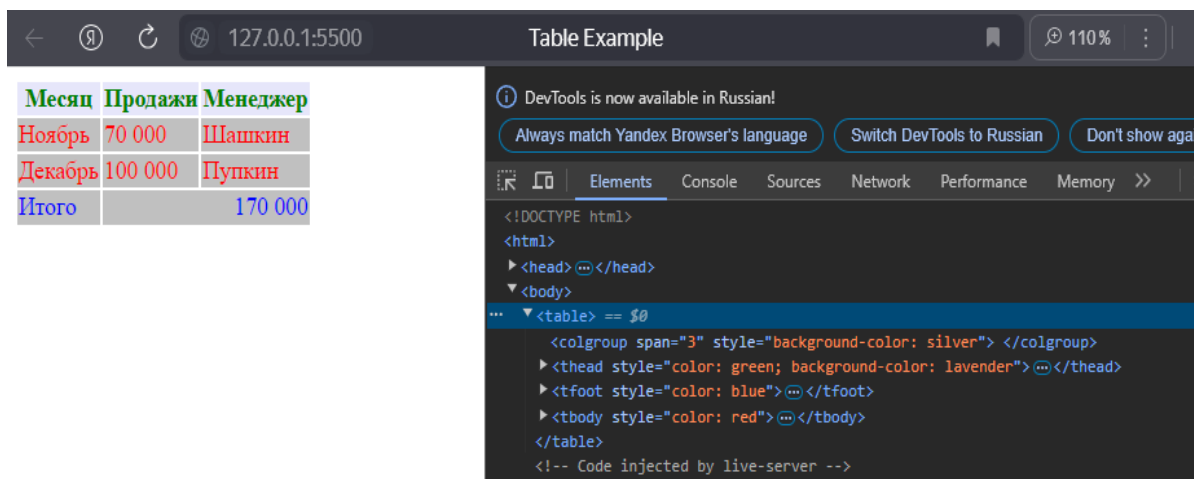 Я 127.0.0.1:5500 Table Example 110%
Месяц Продажи Менеджер
Ноябрь 70 000 Шашкин
Декабрь 100 000 Пупкин
Итого 170 000
DevTools is now available in Russian!
Always match Yandex Browser's language Switch DevTools to Russian Don't show aga
Elements Console Sources Network Performance Memory
<!DOCTYPE html>
<html>
<head>…</head>
<body>
<table> == $0
<colgroup span="3" style="background-color: silver"> </colgroup>
<thead style="color: green; background-color: lavender">…</thead>
<tfoot style="color: blue">…</tfoot>
<tbody style="color: red">…</tbody>
</table>
<!-- Code injected by live-server -->